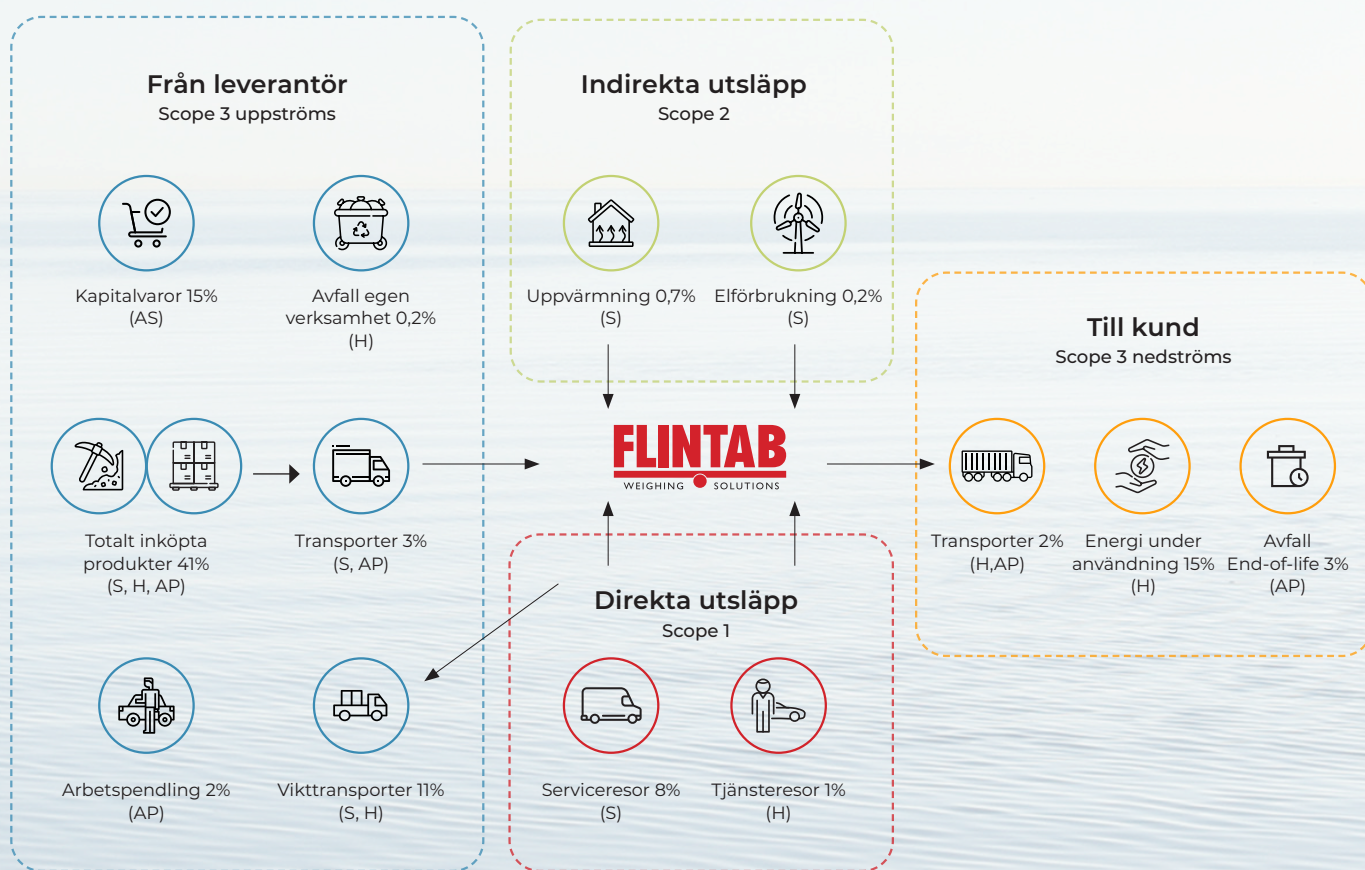 Från leverantör
Scope 3 uppströms
Kapitalvaror 15%
(AS)
Avfall egen
verksamhet 0,2%
(H)
Totalt inköpta
produkter 41%
(S, H, AP)
Transporter 3%
(S, AP)
Arbetspendling 2%
(AP)
Vikttransporter 11%
(S, H)
Indirekta utsläpp
Scope 2
Uppvärmning 0,7%
(S)
Elförbrukning 0,2%
(S)
FLINTAB
WEIGHING SOLUTIONS
Direkta utsläpp
Scope 1
Serviceresor 8%
(S)
Tjänsteresor 1%
(H)
Till kund
Scope 3 nedströms
Transporter 2%
(H,AP)
Energi under
användning 15%
(H)
Avfall
End-of-life 3%
(AP)